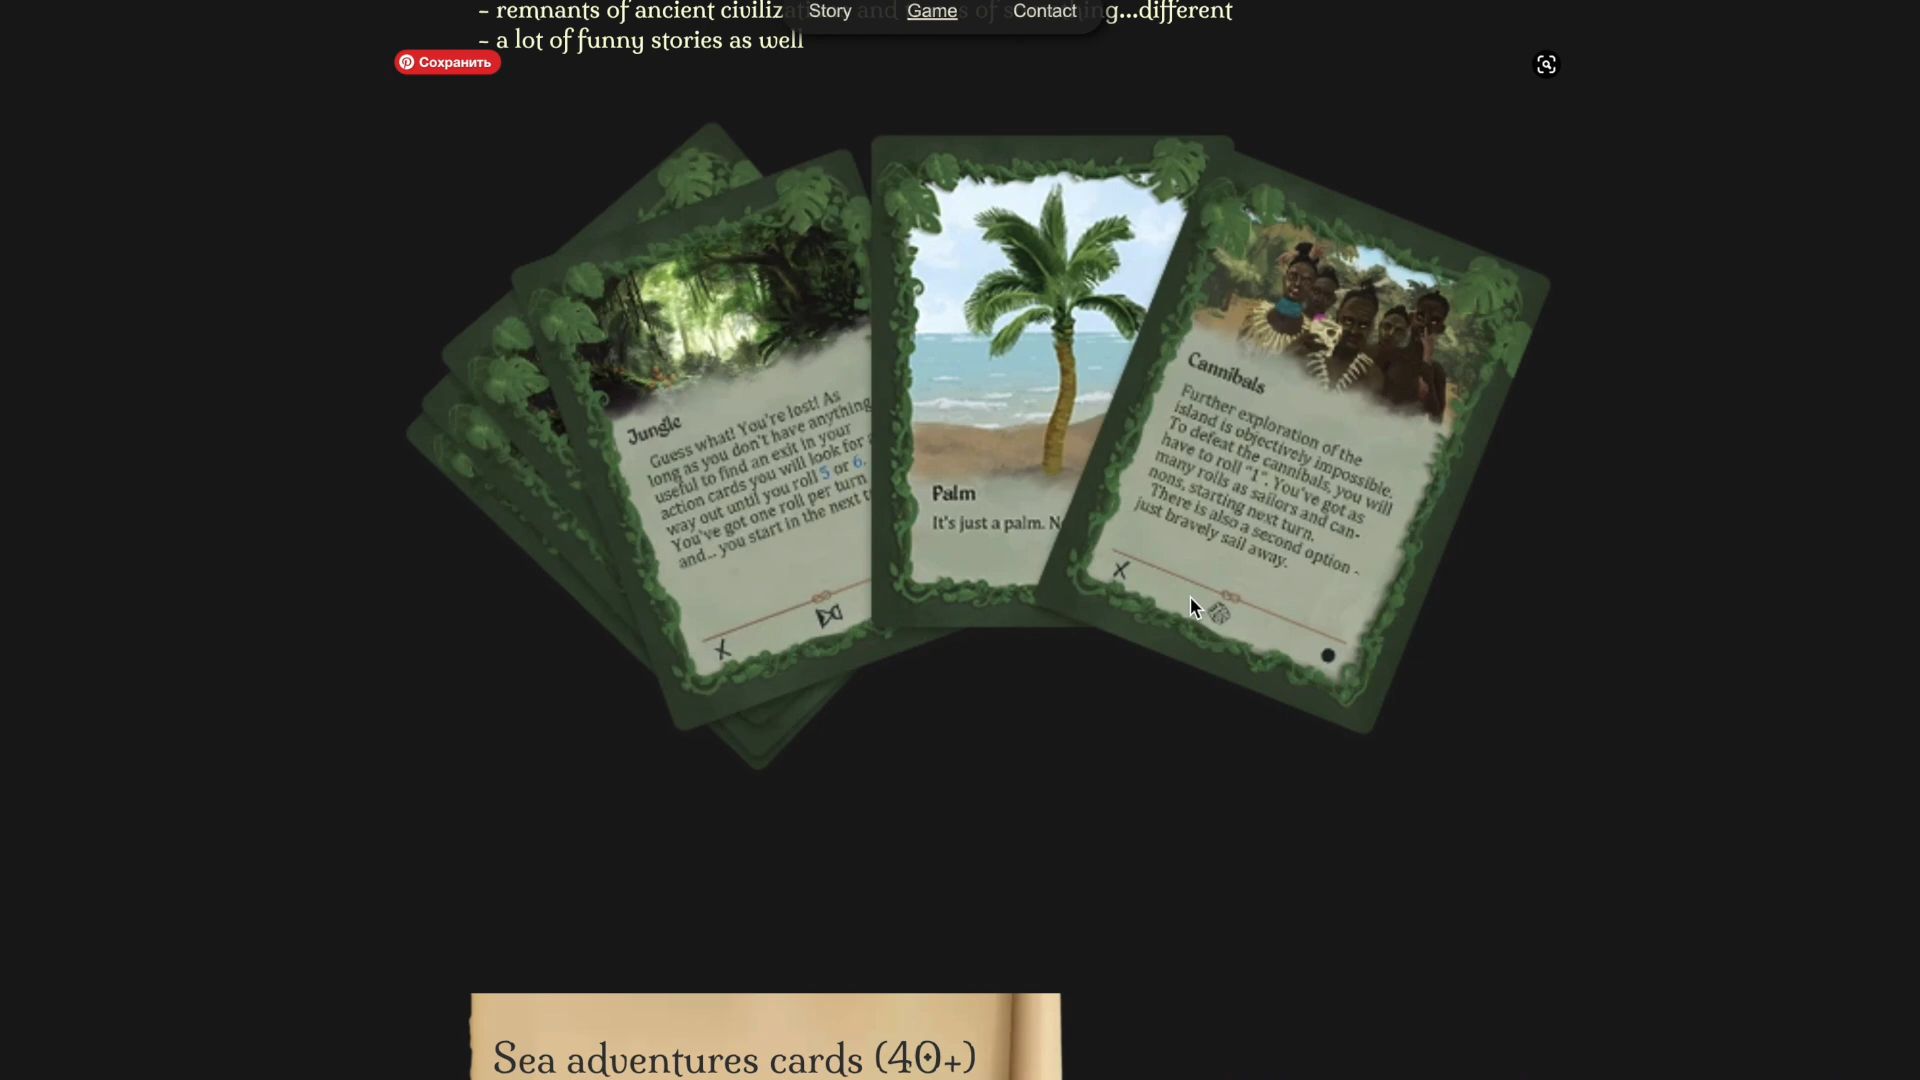 - remnants of ancient civiliz
Story Game Contact
ng...different
- a lot of funny stories as well
Сохранить
Jungle
Guess what! You're lost! As
long as you don't have anything
useful to find an exit in your
action cards you will look for
way out until you roll 5 or 6.
You've got one roll per turn
and... you start in the next
Palm
It's just a palm.
Cannibals
Further exploration of the
island is objectively impossible.
To defeat the cannibals, you will
have to roll "1". You've got as
many rolls as sailors and can-
nons, starting next turn.
There is also a second option -
just bravely sail away.
Sea adventures cards (40+)